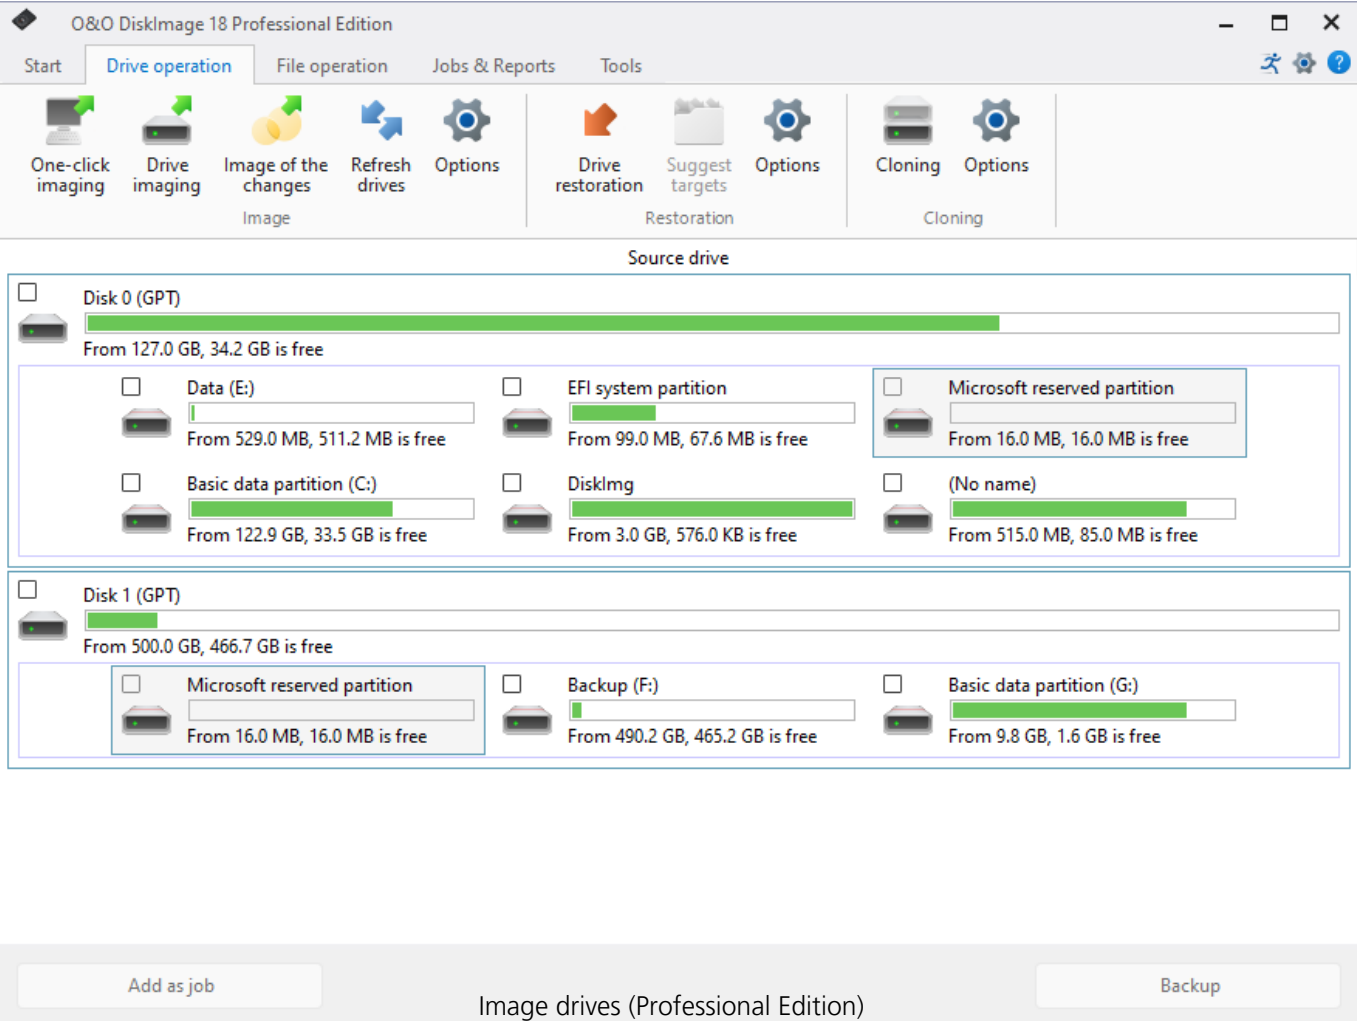 O&O DiskImage 18 Professional Edition
Start Drive operation File operation Jobs & Reports Tools
One-click imaging
Drive imaging
Image of the changes
Refresh drives
Options
Drive restoration
Suggest targets
Options
Cloning
Options
Image
Restoration
Cloning
Source drive
Disk 0 (GPT)
From 127.0 GB, 34.2 GB is free
Data (E:)
From 529.0 MB, 511.2 MB is free
EFI system partition
From 99.0 MB, 67.6 MB is free
Microsoft reserved partition
From 16.0 MB, 16.0 MB is free
Basic data partition (C:)
From 122.9 GB, 33.5 GB is free
DiskImg
From 3.0 GB, 576.0 KB is free
(No name)
From 515.0 MB, 85.0 MB is free
Disk 1 (GPT)
From 500.0 GB, 466.7 GB is free
Microsoft reserved partition
From 16.0 MB, 16.0 MB is free
Backup (F:)
From 490.2 GB, 465.2 GB is free
Basic data partition (G:)
From 9.8 GB, 1.6 GB is free
Add as job
Backup
Image drives (Professional Edition)